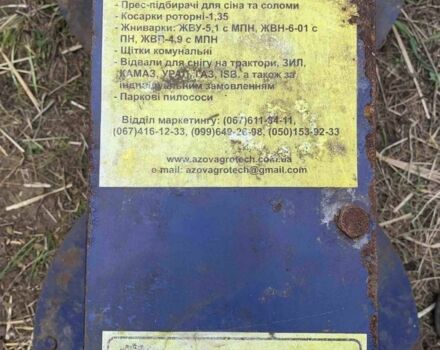 - Прес-підбирачі для сіна та соломи
- Косарки роторні-1,35
- Жниварки: ЖВУ-5,1 с МПН, ЖВН-6-01 с
ПН, ЖВП-4,9 с МПН
- Щітки комунальні
- Відвали для снігу на трактори, ЗИЛ,
КАМАЗ, УРАЛ, ГАЗ, ISB, а також за
індивідуальним замовленням
- Паркові пилососи
Відділ маркетингу: (067)611-34-11,
(067)416-12-33, (099)649-26-98, (050)153-92-33
www.azovagrotech.com.ua
e-mail: azovagrotech@gmail.com